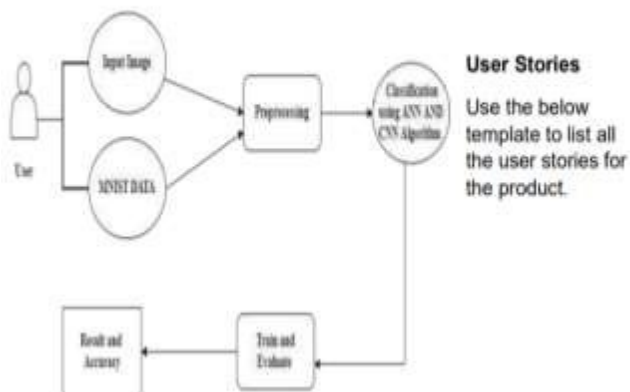 Input Image
User
MNIST DATA
Preprocessing
Classification
using ANN AND
CNN Algorithm
User Stories
Use the below
template to list all
the user stories for
the product.
Result and
Accuracy
Train and
Evaluate